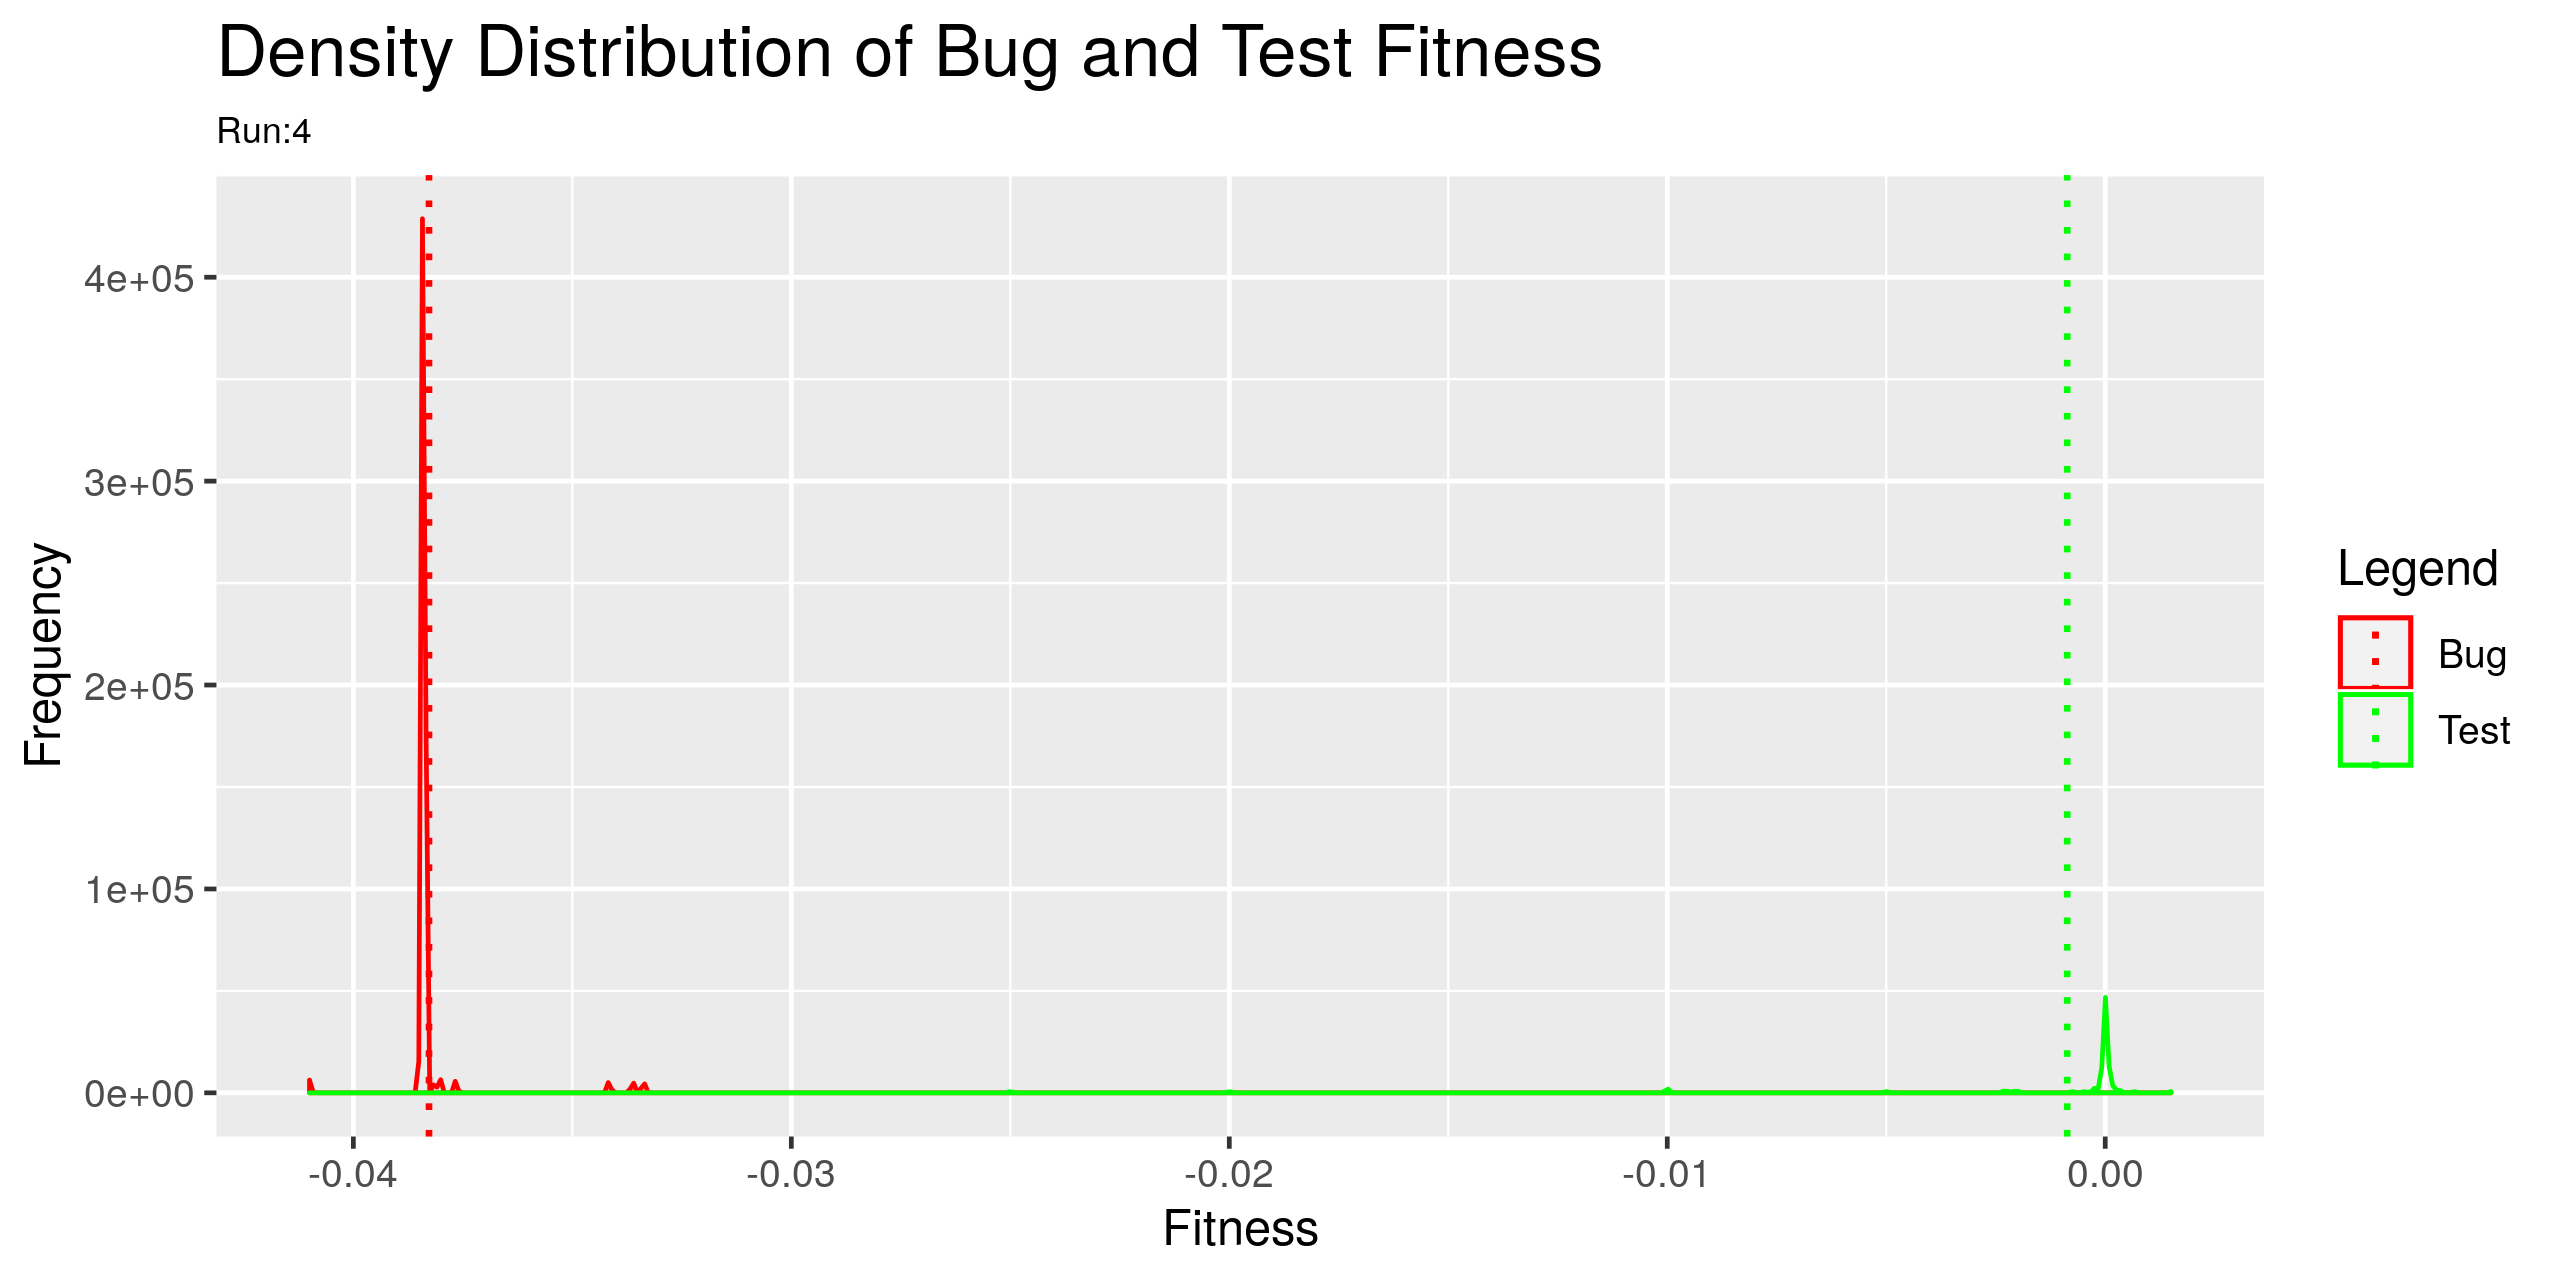 Density Distribution of Bug and Test Fitness
Run:4
Frequency
4e+05
3e+05
2e+05
1e+05
0e+00
-0.04
-0.03
-0.02
-0.01
0.00
Fitness
Legend
Bug
Test